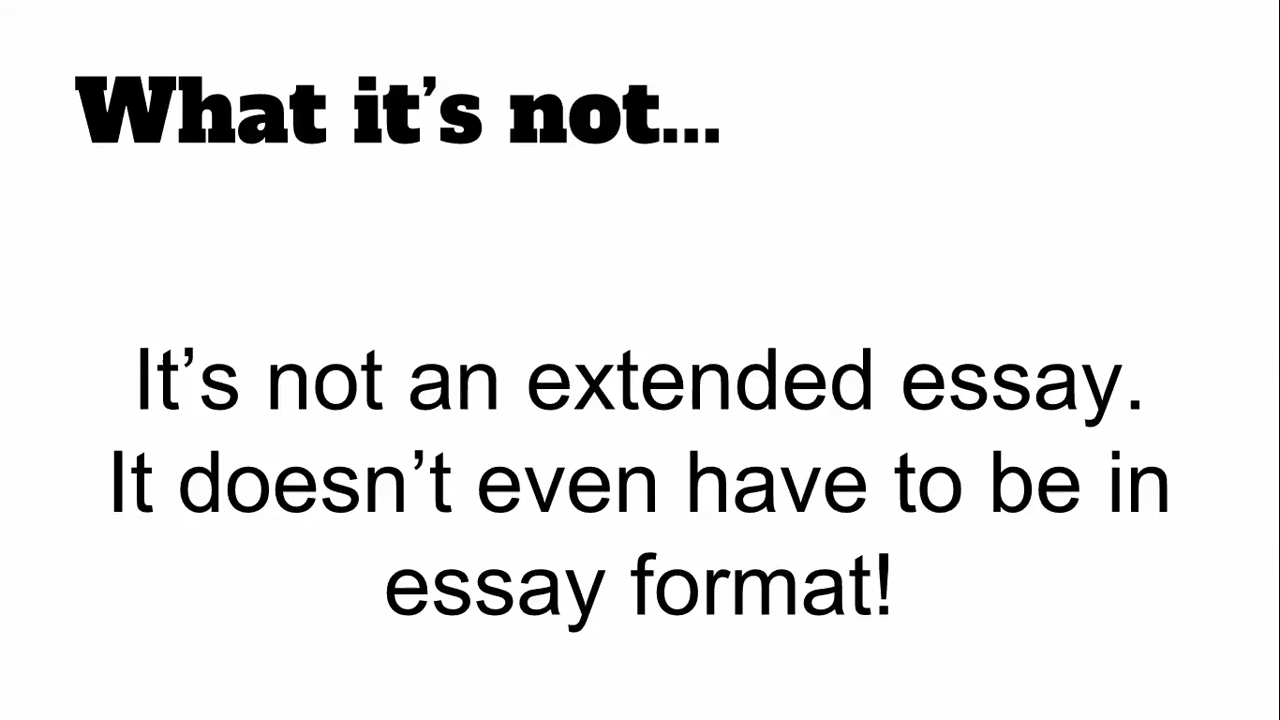 What it’s not...
It’s not an extended essay.
It doesn’t even have to be in
essay format!